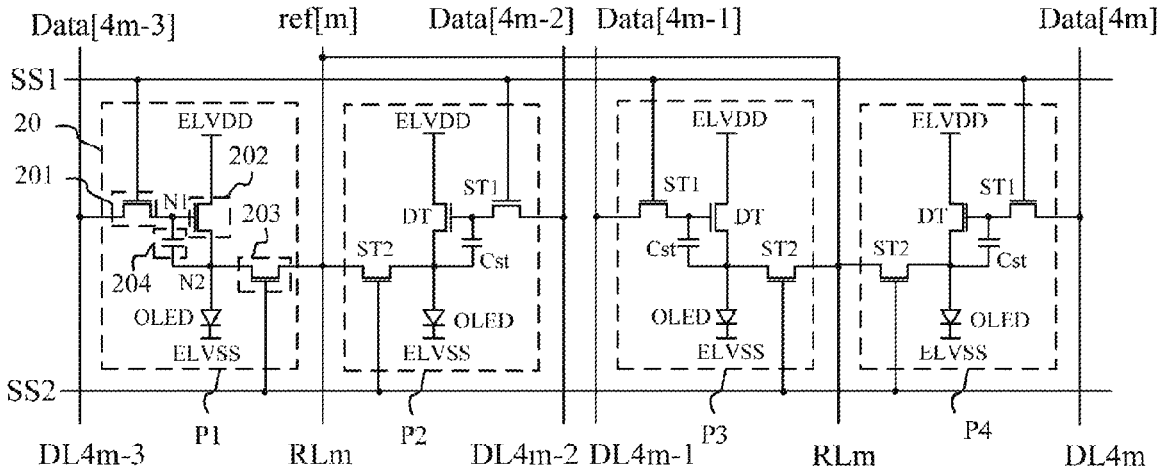 Data[4m-3] ref[m] Data[4m-2] Data[4m-1] Data[4m]
SS1
20
ELVDD ELVDD ELVDD ELVDD
201 202
N1 ST1 ST1 ST1
203 DT DT DT
204 N2 ST2 Cst Cst ST2 ST2 Cst
OLED OLED OLED OLED
ELVSS ELVSS ELVSS ELVSS
SS2
P1 P2 P3 P4
DL4m-3 RLm DL4m-2 DL4m-1 RLm DL4m